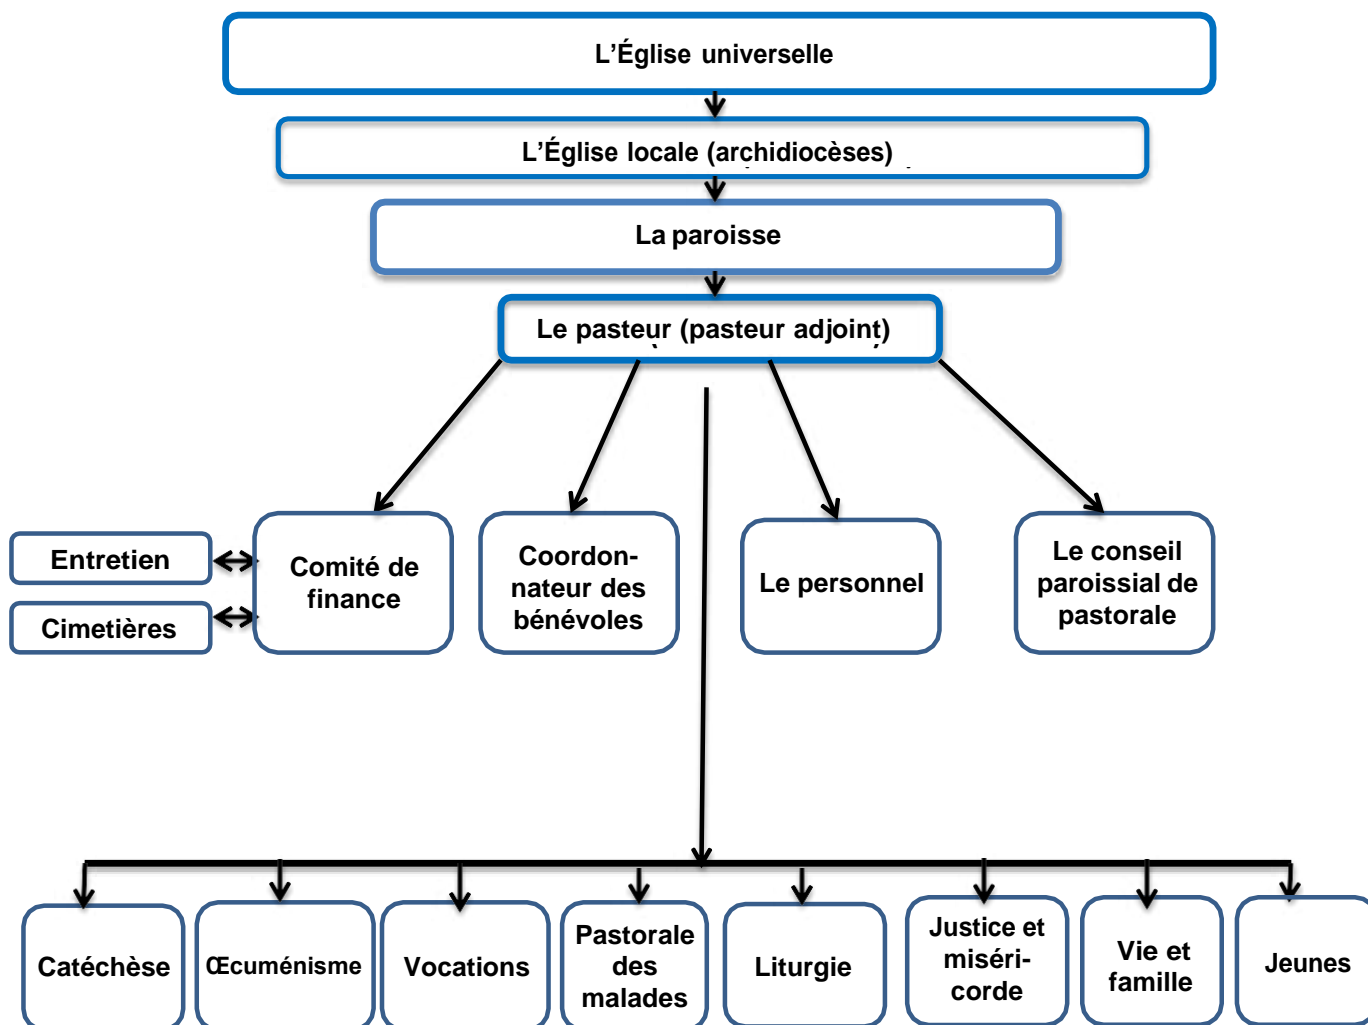 L'Église universelle
L'Église locale (archidiocèses)
La paroisse
Le pasteur (pasteur adjoint)
Entretien
Cimetières
Comité de
finance
Coordon-
nateur des
bénévoles
Le personnel
Le conseil
paroissial de
pastorale
Catéchèse
Œcuménisme
Vocations
Pastorale
des
malades
Liturgie
Justice et
miséri-
corde
Vie et
famille
Jeunes